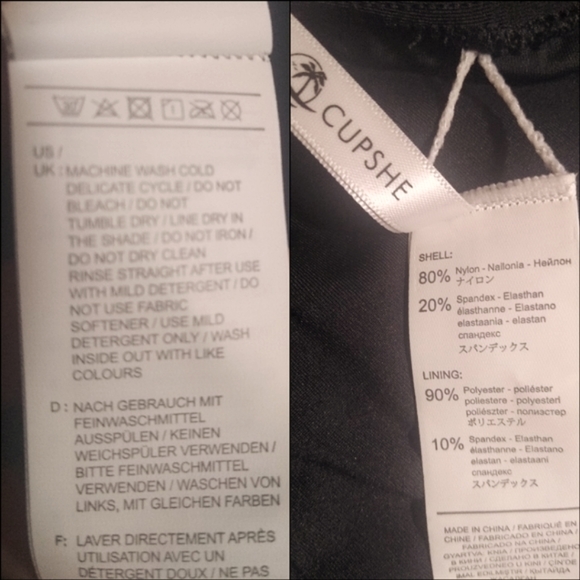 US /
UK : MACHINE WASH COLD
DELICATE CYCLE / DO NOT
BLEACH / DO NOT
TUMBLE DRY / LINE DRY IN
THE SHADE / DO NOT IRON /
DO NOT DRY CLEAN
RINSE STRAIGHT AFTER USE
WITH MILD DETERGENT / DO
NOT USE FABRIC
SOFTENER / USE MILD
DETERGENT ONLY / WASH
INSIDE OUT WITH LIKE
COLOURS
D : NACH GEBRAUCH MIT
FEINWASCHMITTEL
AUSSPÜLEN / KEINEN
WEICHSPÜLER VERWENDEN /
BITTE FEINWASCHMITTEL
VERWENDEN / WASCHEN VON
LINKS, MIT GLEICHEN FARBEN
F: LAVER DIRECTEMENT APRÈS
UTILISATION AVEC UN
DÉTERGENT DOUX / NE PAS
CUPSHE
SHELL:
80% Nylon - Nailonia - Нейлон
ナイロン
20% Spandex - Elasthan
élasthanne - Elastano
elastaania - elastan
спандекс
スパンデックス
LINING:
90% Polyester - poliéster
poliestere - polyesteri
poliészter - полиэстер
ポリエステル
10% Spandex - Elasthan
élasthanne - Elastano
elastan - elastaani
спандекс
スパンデックス
MADE IN CHINA / FABRIQUÉ EN
CHINE / FABRICADO EN CHINA /
FABRICADO NA CHINA /